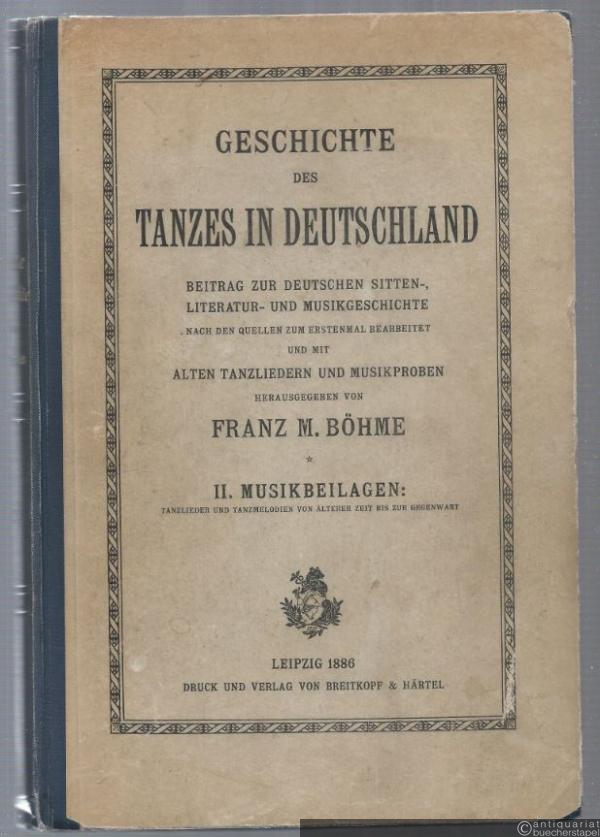 GESCHICHTE
DES
TANZES IN DEUTSCHLAND
BEITRAG ZUR DEUTSCHEN SITTEN-,
LITERATUR- UND MUSIKGESCHICHTE
NACH DEN QUELLEN ZUM ERSTENMAL BEARBEITET
UND MIT
ALTEN TANZLIEDERN UND MUSIKPROBEN
HERAUSGEGEBEN VON
FRANZ M. BÖHME
*
II. MUSIKBEILAGEN:
TANZLIEDER UND TANZMELODIEN VON ÄLTERER ZEIT BIS ZUR GEGENWART
LEIPZIG 1886
DRUCK UND VERLAG VON BREITKOPF & HÄRTEL
©antiquariat
buecherstapel